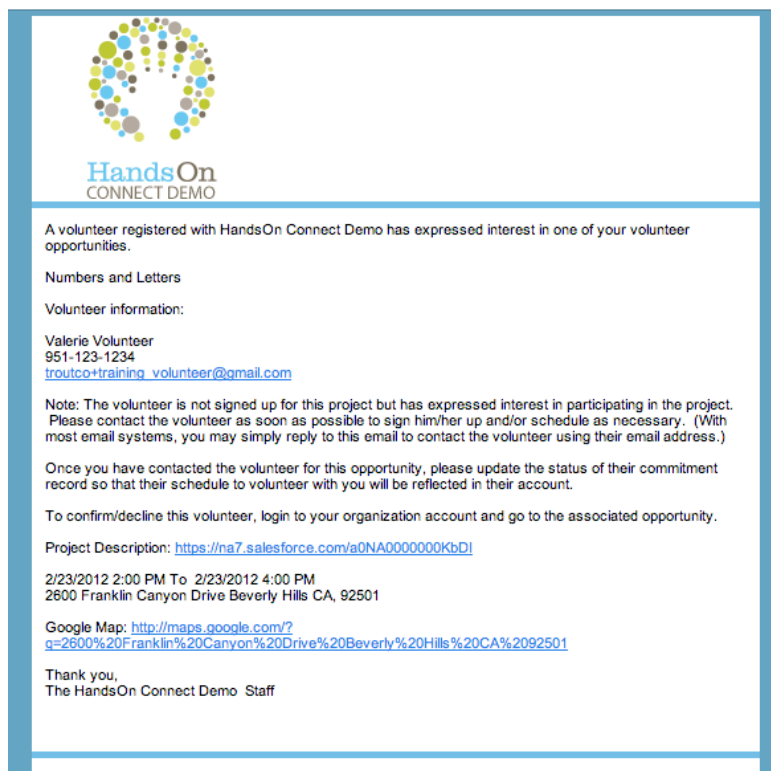 HandsOn
CONNECT DEMO
A volunteer registered with HandsOn Connect Demo has expressed interest in one of your volunteer
opportunities.
Numbers and Letters
Volunteer information:
Valerie Volunteer
951-123-1234
troutco+training_volunteer@gmail.com
Note: The volunteer is not signed up for this project but has expressed interest in participating in the project.
Please contact the volunteer as soon as possible to sign him/her up and/or schedule as necessary.  (With
most email systems, you may simply reply to this email to contact the volunteer using their email address.)
Once you have contacted the volunteer for this opportunity, please update the status of their commitment
record so that their schedule to volunteer with you will be reflected in their account.
To confirm/decline this volunteer, login to your organization account and go to the associated opportunity.
Project Description: https://na7.salesforce.com/a0NA0000000KbDI
2/23/2012 2:00 PM To  2/23/2012 4:00 PM
2600 Franklin Canyon Drive Beverly Hills CA, 92501
Google Map: http://maps.google.com/?
q=2600%20Franklin%20Canyon%20Drive%20Beverly%20Hills%20CA%2092501
Thank you,
The HandsOn Connect Demo  Staff